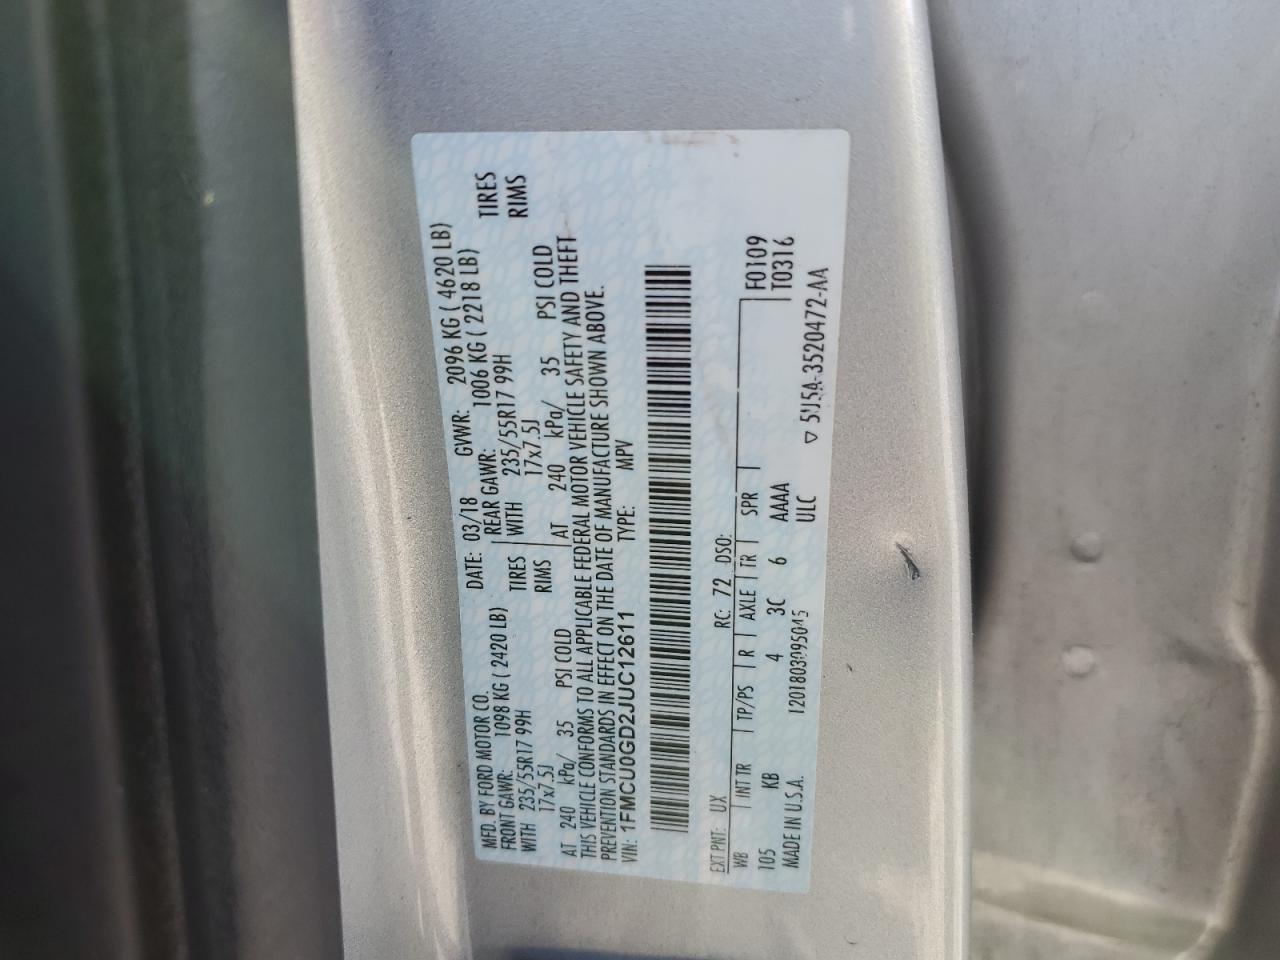 MFD. BY FORD MOTOR CO.
DATE: 03/18 GVWR: 2096 KG ( 4620 LB)
FRONT GAWR: 1098 KG ( 2420 LB) REAR GAWR: 1006 KG ( 2218 LB)
WITH 235/55R17 99H TIRES WITH 235/55R17 99H TIRES
17x7.5J RIMS 17x7.5J RIMS
AT 240 kPa/ 35 PSI COLD AT 240 kPa/ 35 PSI COLD
THIS VEHICLE CONFORMS TO ALL APPLICABLE FEDERAL MOTOR VEHICLE SAFETY AND THEFT
PREVENTION STANDARDS IN EFFECT ON THE DATE OF MANUFACTURE SHOWN ABOVE.
VIN: 1FMCU0GD2JUC12611 TYPE: MPV
EXT PNT: UX RC: 72 DSO:
WB INT TR TP/PS R AXLE TR SPR F0109
105 KB 4 3C 6 AAAA T0316
MADE IN U.S.A. ULC
▽ 5U5A-3520472-AA